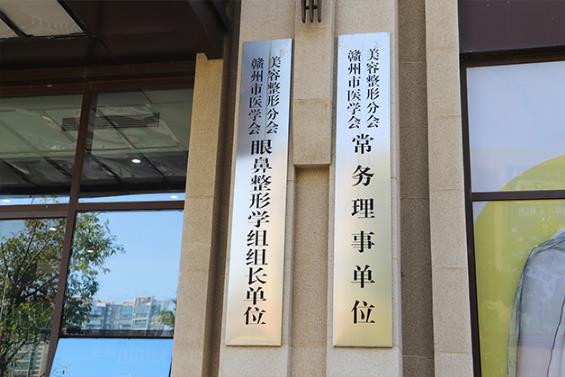 赣州市医学会
美容整形分会
眼鼻整形学组组长单位
赣州市医学会
美容整形分会
常务理事单位